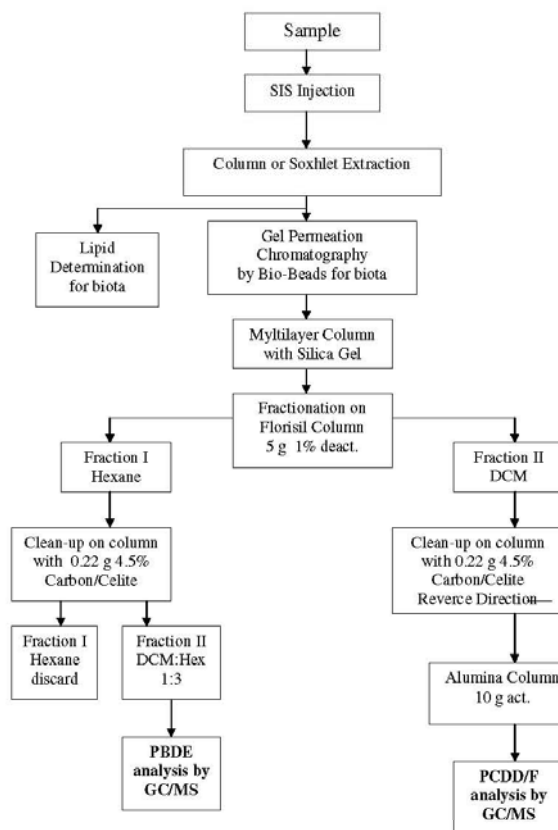 Sample
SIS Injection
Column or Soxhlet Extraction
Lipid
Determination
for biota
Gel Permeation
Chromatography
by Bio-Beads for biota
Myltilayer Column
with Silica Gel
Fractionation on
Florisil Column
5 g 1% deact.
Fraction I
Hexane
Fraction II
DCM
Clean-up on column
with 0.22 g 4.5%
Carbon/Celite
Clean-up on column
with 0.22 g 4.5%
Carbon/Celite
Reverce Direction
Fraction I
Hexane
discard
Fraction II
DCM:Hex
1:3
Alumina Column
10 g act.
PBDE
analysis by
GC/MS
PCDD/F
analysis by
GC/MS